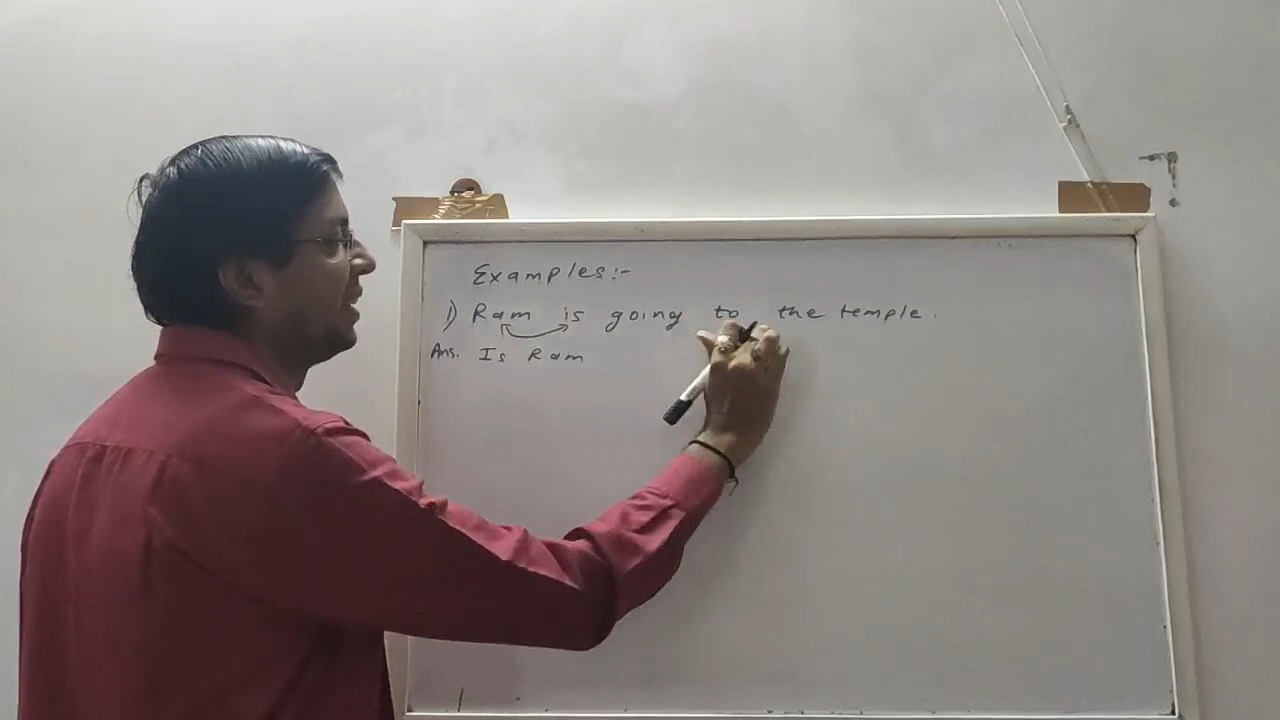 Examples:-
1) Ram is going to the temple.
Ans. Is Ram